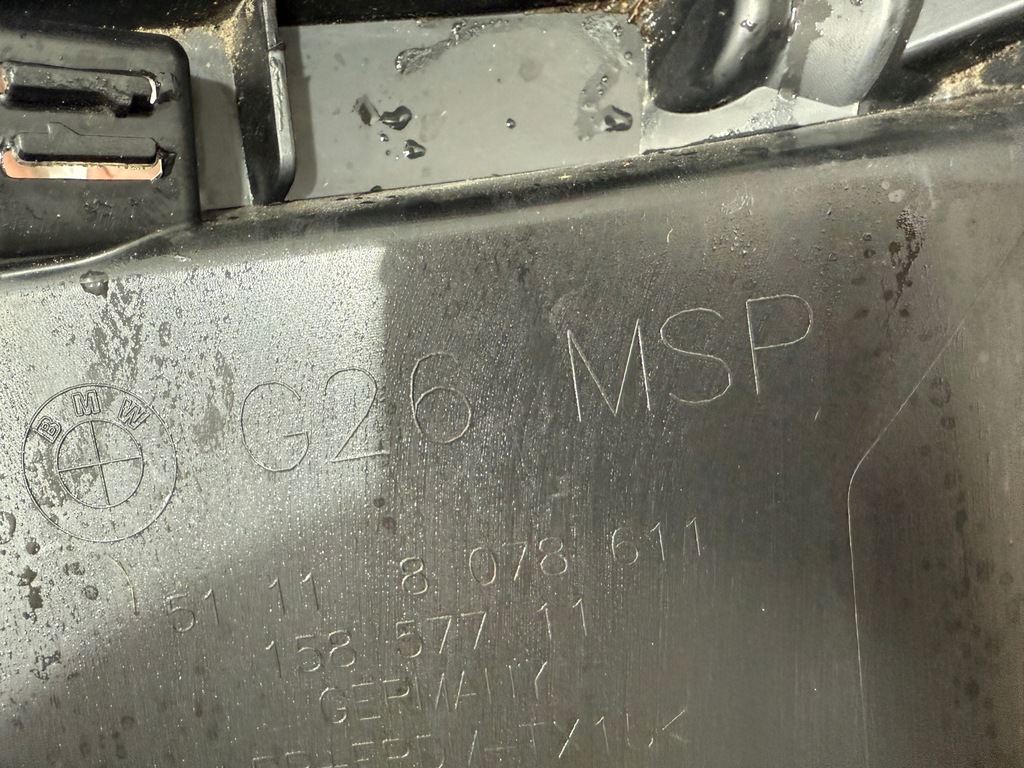 BMW
G26 MSP
51 11 8 078 611
158 577 11
GERMANY